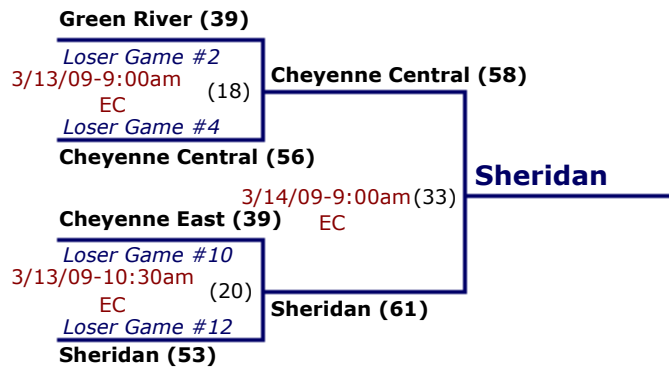 Green River (39)
Loser Game #2
3/13/09-9:00am
EC
(18)
Loser Game #4
Cheyenne Central (56)
Cheyenne Central (58)
3/14/09-9:00am (33)
EC
Sheridan
Cheyenne East (39)
Loser Game #10
3/13/09-10:30am
EC
(20)
Loser Game #12
Sheridan (53)
Sheridan (61)